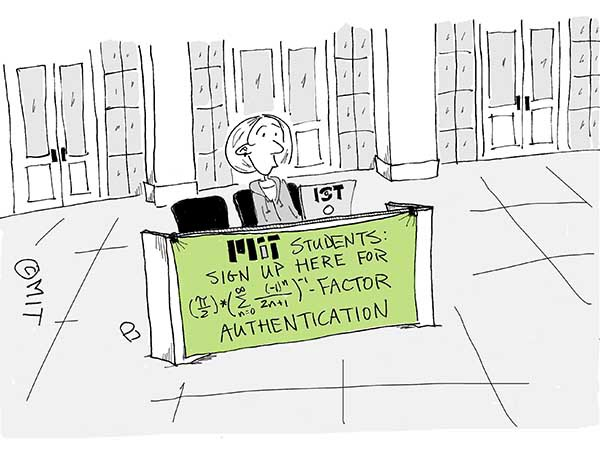 IS&T
MIT STUDENTS:
SIGN UP HERE FOR
(π/2)*(∑_{n=0}^{∞} (-1)^n/(2n+1))^{-1}-FACTOR
AUTHENTICATION
©MIT